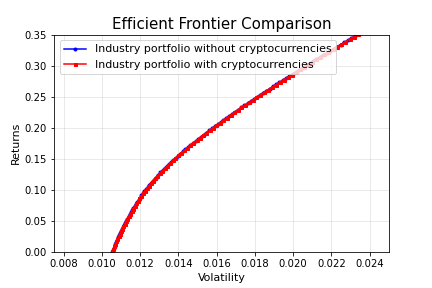 Efficient Frontier Comparison
Industry portfolio without cryptocurrencies
Industry portfolio with cryptocurrencies
Returns
0.35
0.30
0.25
0.20
0.15
0.10
0.05
0.00
0.008 0.010 0.012 0.014 0.016 0.018 0.020 0.022 0.024
Volatility